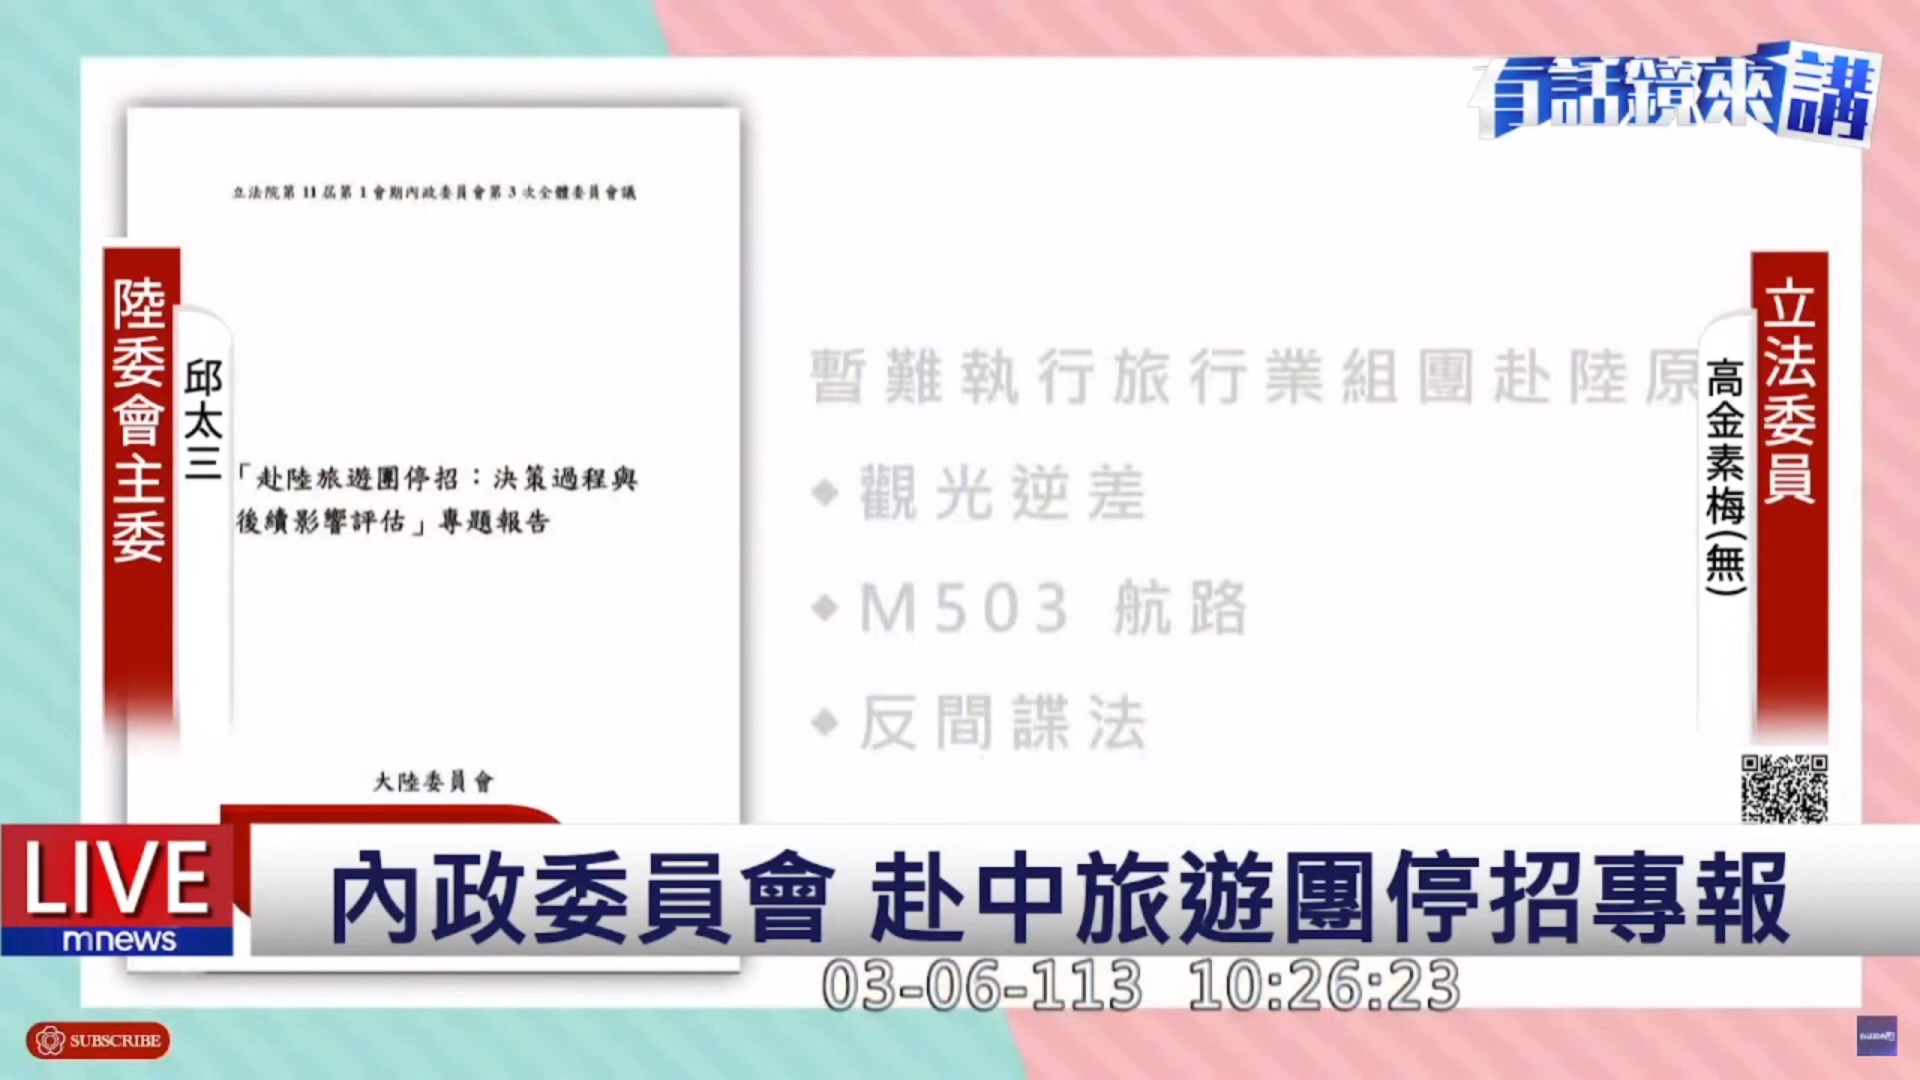 有話鏡來講
立法院第 11 屆第 1 會期內政委員會第 3 次全體委員會議
「赴陸旅遊團停招：決策過程與
後續影響評估」專題報告
大陸委員會
陸委會主委
邱太三
暫難執行旅行業組團赴陸原
◆ 觀光逆差
◆ M503 航路
◆ 反間諜法
立法委員
高金素梅(無)
LIVE
mnews
內政委員會 赴中旅遊團停招專報
03-06-113 10:26:23
SUBSCRIBE